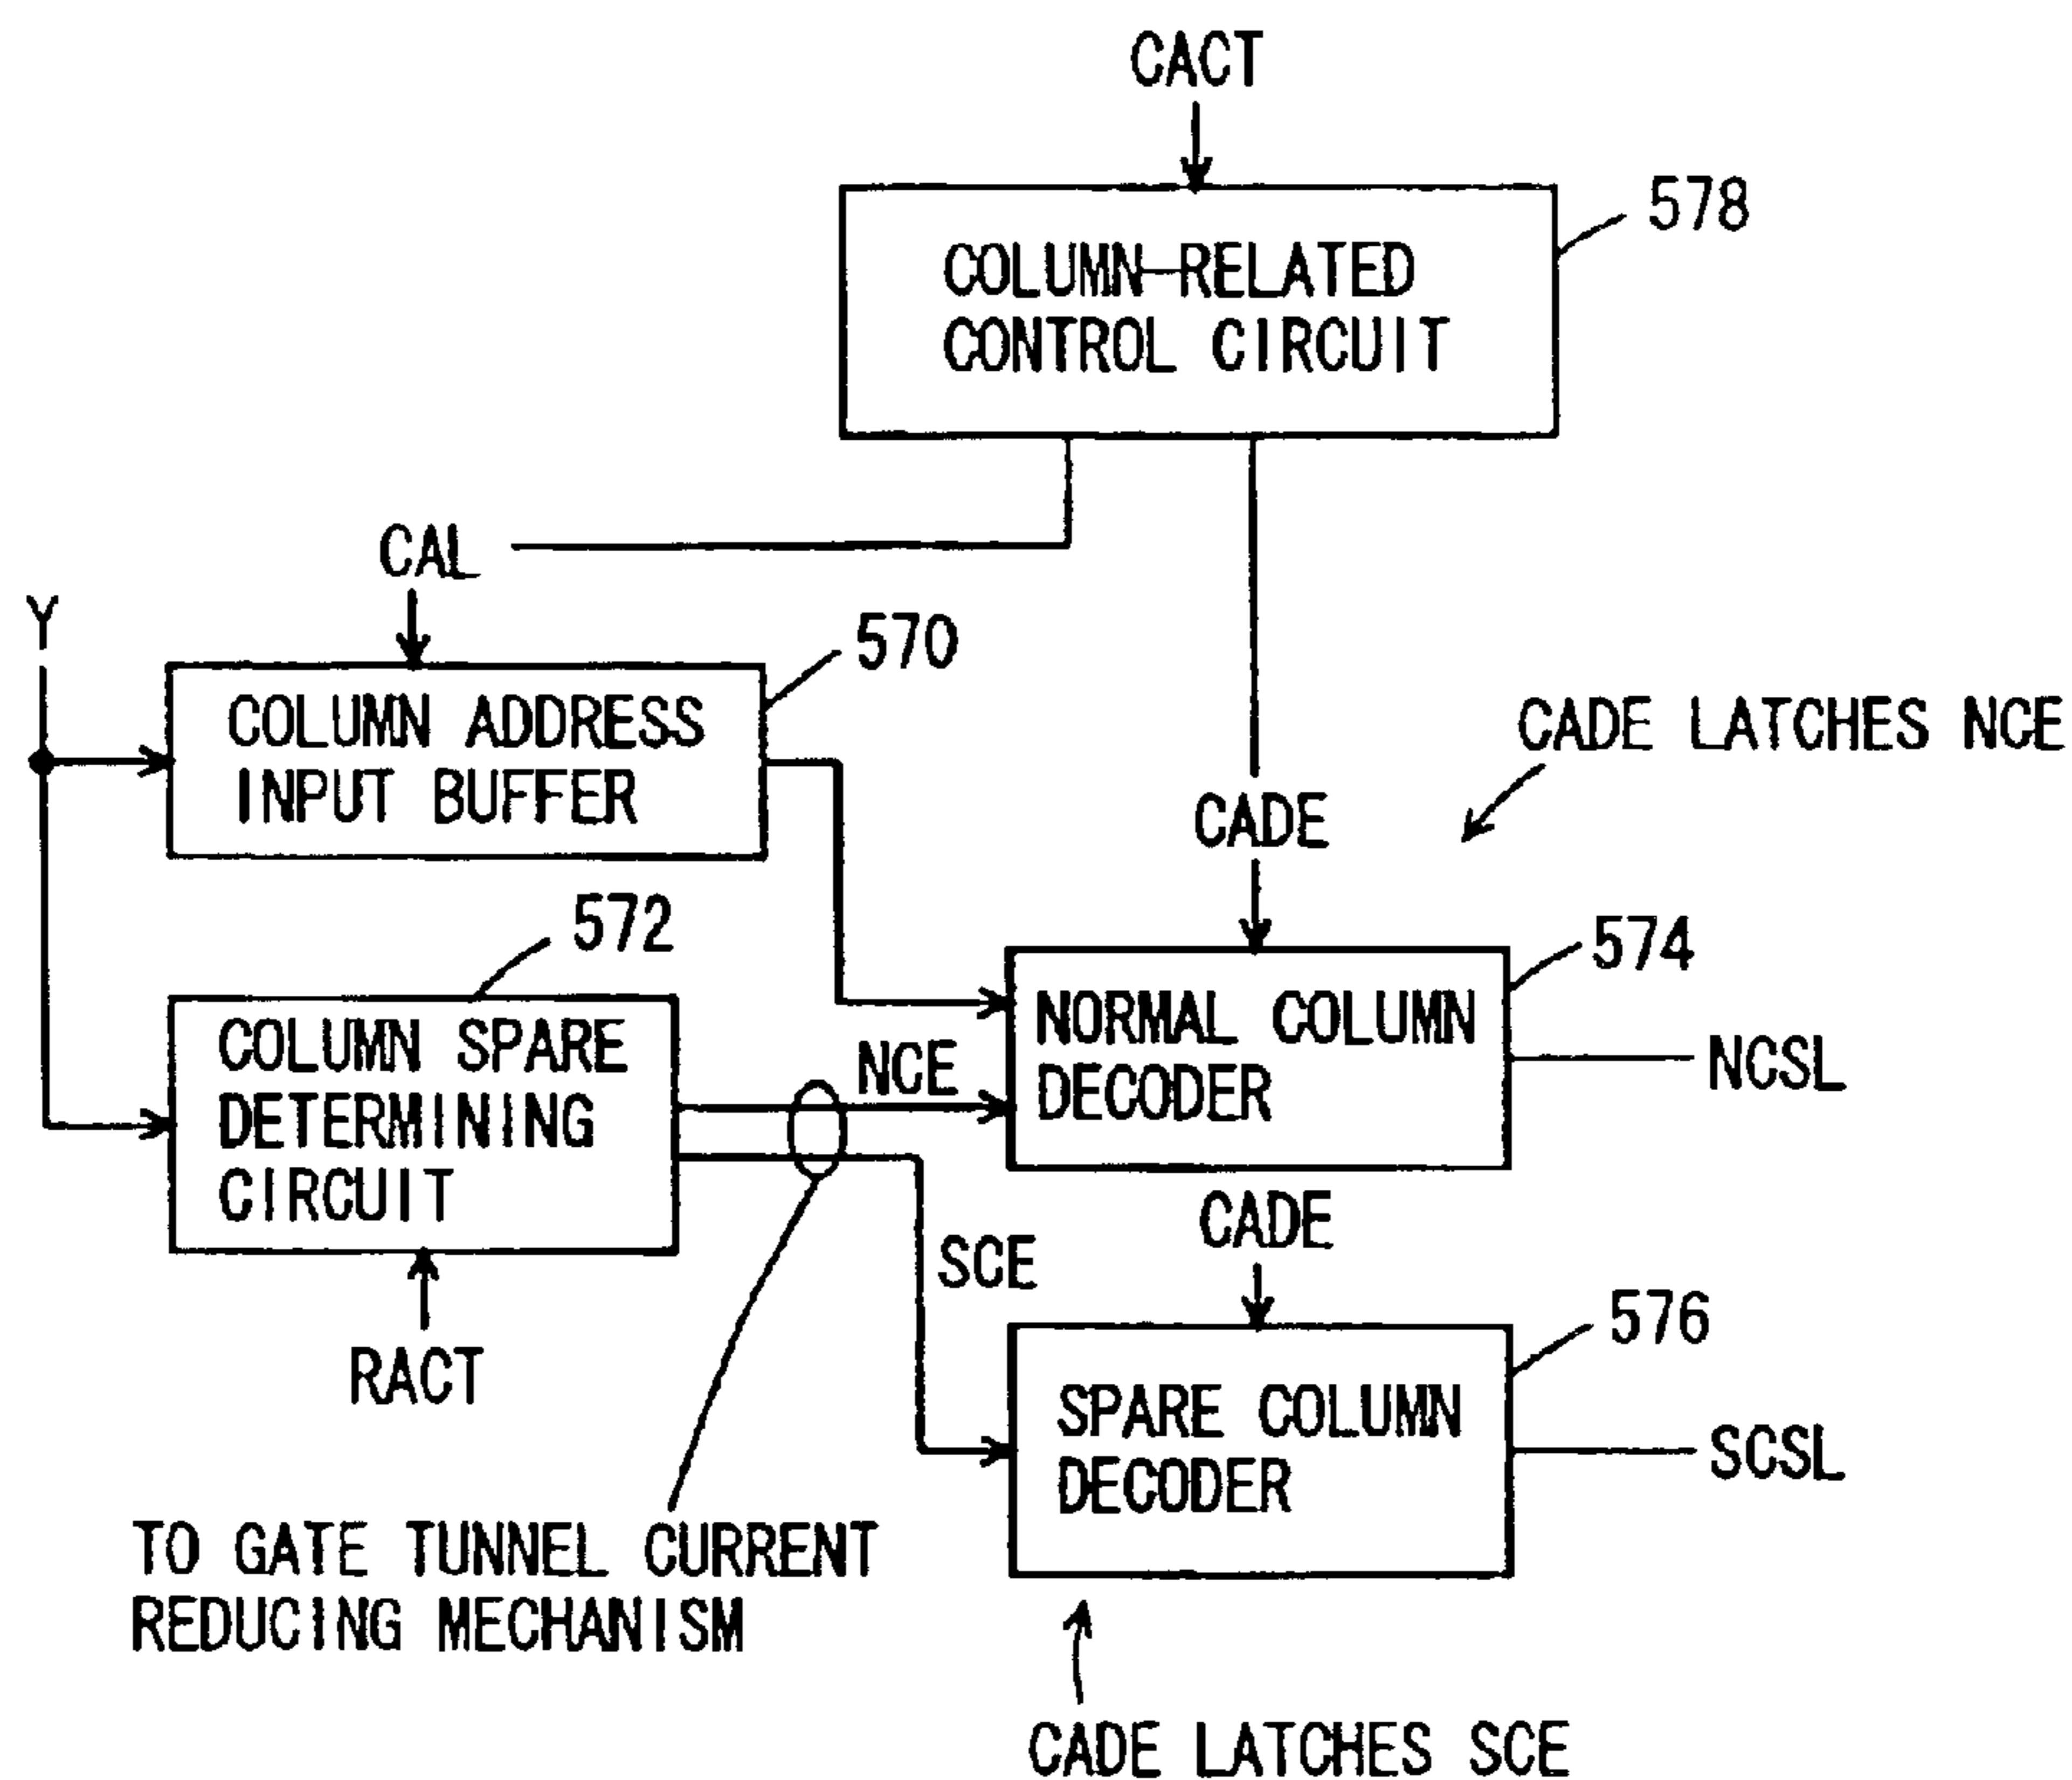 CACT
578
COLUMN-RELATED
CONTROL CIRCUIT
CAL
Y
570
COLUMN ADDRESS
INPUT BUFFER
CADE LATCHES NCE
CADE
572
574
COLUMN SPARE
DETERMINING
CIRCUIT
NCE
NORMAL COLUMN
DECODER
NCSL
CADE
SCE
RACT
576
SPARE COLUMN
DECODER
SCSL
TO GATE TUNNEL CURRENT
REDUCING MECHANISM
CADE LATCHES SCE